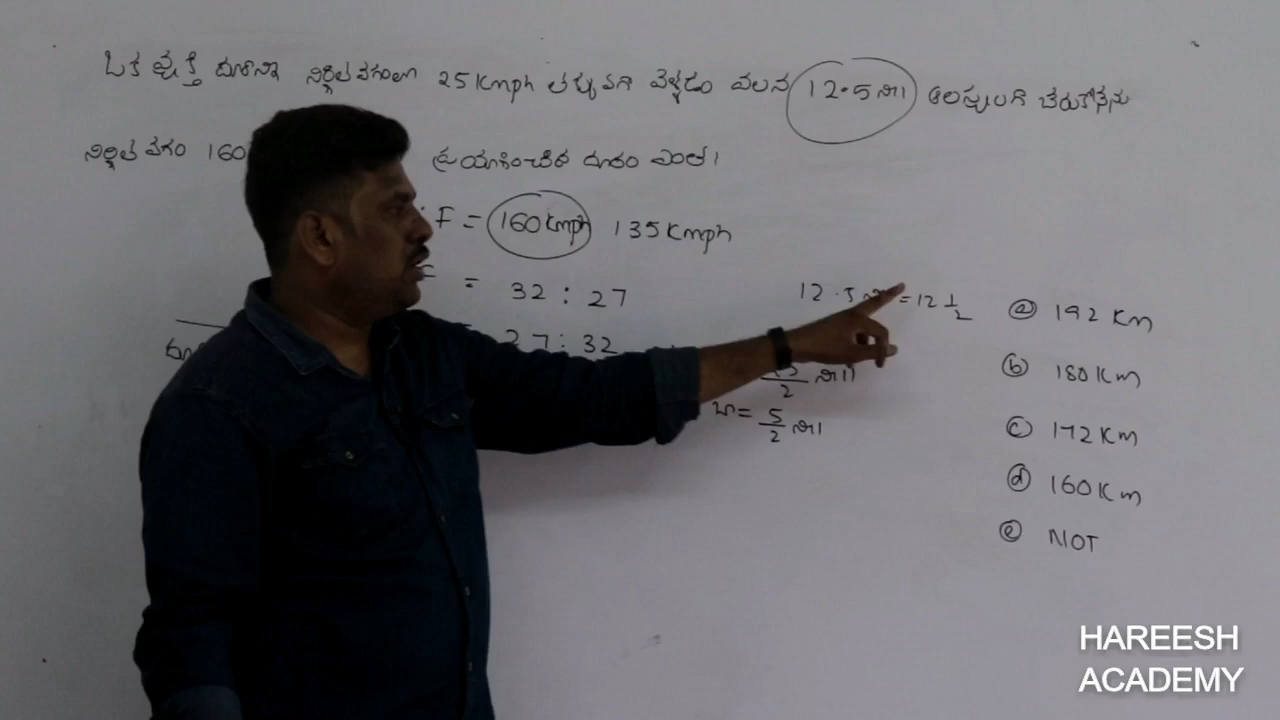 ఒక వ్యక్తి దూరాన్ని నిర్ణీత వేగంలో 25 Kmph తక్కువగా వెళ్ళడం వలన 12.5 ని॥ ఆలస్యంగా చేరుకొనేను
నిర్ణీత వేగం 160 ప్రయాణించిన దూరం ఎంత।
F = 160 Kmph 135 Kmph
= 32 : 27
27 : 32
12.5 ని = 12 1/2
2 ని॥
= 5/2 ని।
ⓐ 192 Km
ⓑ 180 Km
ⓒ 172 Km
ⓓ 160 Km
ⓔ NOT
HAREESH
ACADEMY